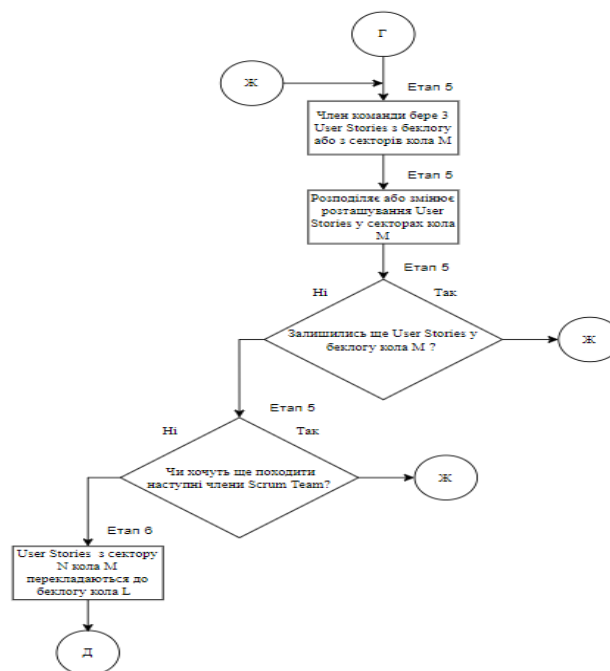 Г
Ж
Етап 5
Член команди бере 3
User Stories з беклогу
або з секторів кола М
Етап 5
Розподіляє або змінює
розташування User
Stories у секторах кола
М
Етап 5
Ні
Так
Залишились ще User Stories у
беклогу кола М ?
Ж
Етап 5
Ні
Так
Чи хочуть ще походити
наступні члени Scrum Team?
Ж
Етап 6
User Stories з сектору
N кола М
перекладаються до
беклогу кола L
Д